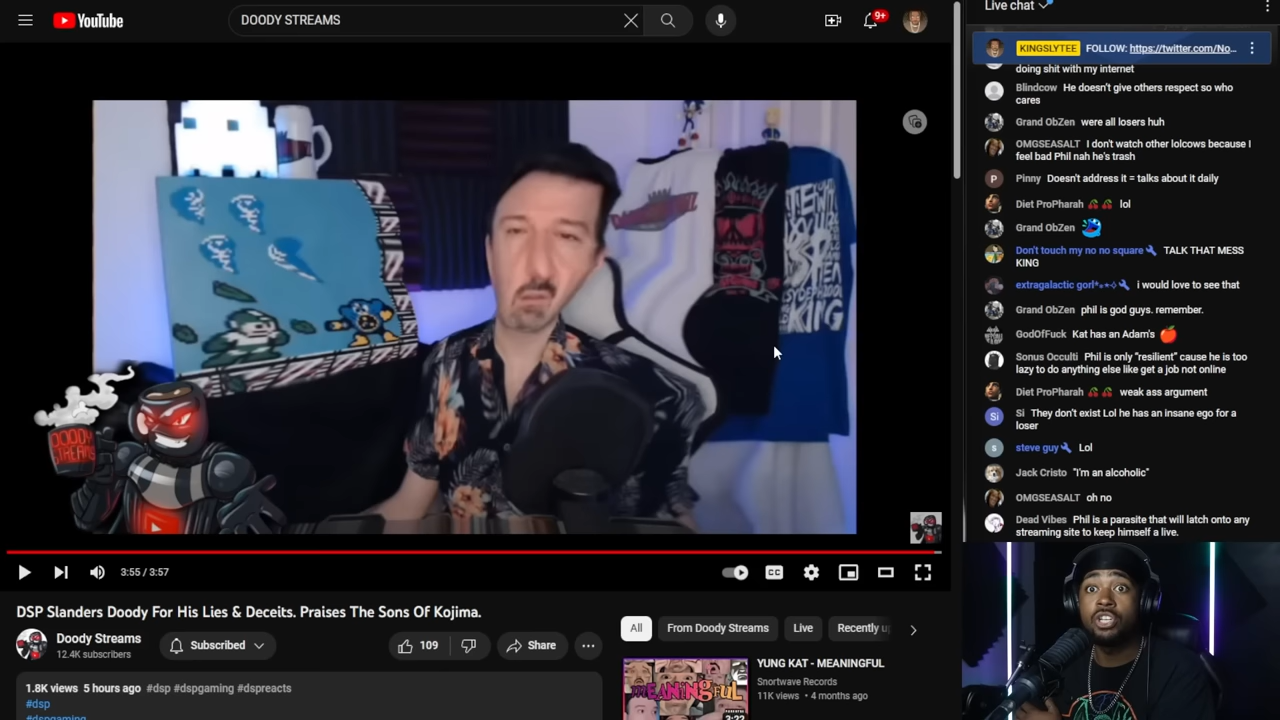 YouTube
DOODY STREAMS
9+
DOODY
STREAMS
3:55 / 3:57
CC
DSP Slanders Doody For His Lies & Deceits. Praises The Sons Of Kojima.
Doody Streams
12.4K subscribers
Subscribed
109
Share
1.8K views 5 hours ago #dsp #dspgaming #dspreacts
#dsp
#dspgaming
All
From Doody Streams
Live
Recently u
MEANINGFUL
3:22
YUNG KAT - MEANINGFUL
Snortwave Records
11K views • 4 months ago
Live chat
KINGSLYTEE FOLLOW: https://twitter.com/No...
doing shit with my internet
Blindcow He doesn't give others respect so who
cares
Grand ObZen were all losers huh
OMGSEASALT I don't watch other lolcows because I
feel bad Phil nah he's trash
Pinny Doesn't address it = talks about it daily
Diet ProPharah 🍒🍒 lol
Grand ObZen
Don't touch my no no square TALK THAT MESS
KING
extragalactic gorl i would love to see that
Grand ObZen phil is god guys. remember.
GodOfFuck Kat has an Adam's 🍎
Sonus Occulti Phil is only "resilient" cause he is too
lazy to do anything else like get a job not online
Diet ProPharah 🍒🍒 weak ass argument
Si They don't exist Lol he has an insane ego for a
loser
steve guy Lol
Jack Cristo "I'm an alcoholic"
OMGSEASALT oh no
Dead Vibes Phil is a parasite that will latch onto any
streaming site to keep himself a live.